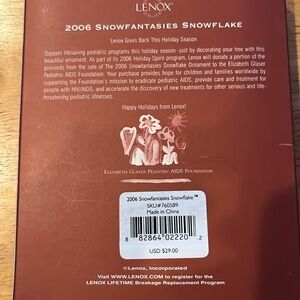 LENOX
2006 SNOWFANTASIES SNOWFLAKE
Lenox Gives Back This Holiday Season
Support lifesaving pediatric programs this holiday season - just by decorating your tree with this
beautiful ornament. As part of its 2006 Holiday Spirit program, Lenox will donate a portion of the
proceeds from the sale of The 2006 Snowfantasies Snowflake Ornament to the Elizabeth Glaser
Pediatric AIDS Foundation. Your purchase provides hope for children and families worldwide by
supporting the Foundation's mission to eradicate pediatric AIDS, provide care and treatment for
people with HIV/AIDS, and accelerate the discovery of new treatments for other serious and life-
threatening pediatric illnesses.
Happy Holidays from Lenox!
ELIZABETH GLASER PEDIATRIC AIDS FOUNDATION
2006 Snowfantasies Snowflake™
SKU#760589
Made in China
8 82864 02220 2
USD $29.00
©Lenox, Incorporated
Visit WWW.LENOX.COM to register for the
LENOX LIFETIME Breakage Replacement Program